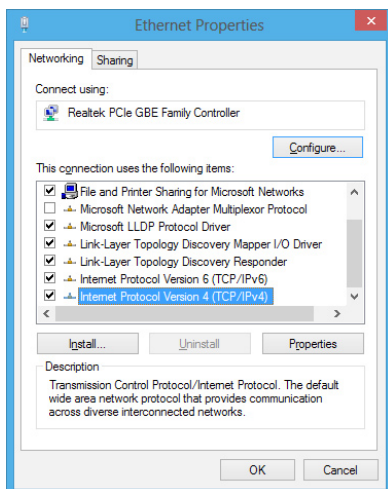 Ethernet Properties
Networking
Sharing
Connect using:
Realtek PCIe GBE Family Controller
Configure...
This connection uses the following items:
File and Printer Sharing for Microsoft Networks
Microsoft Network Adapter Multiplexor Protocol
Microsoft LLDP Protocol Driver
Link-Layer Topology Discovery Mapper I/O Driver
Link-Layer Topology Discovery Responder
Internet Protocol Version 6 (TCP/IPv6)
Internet Protocol Version 4 (TCP/IPv4)
Install...
Uninstall
Properties
Description
Transmission Control Protocol/Internet Protocol. The default
wide area network protocol that provides communication
across diverse interconnected networks.
OK
Cancel